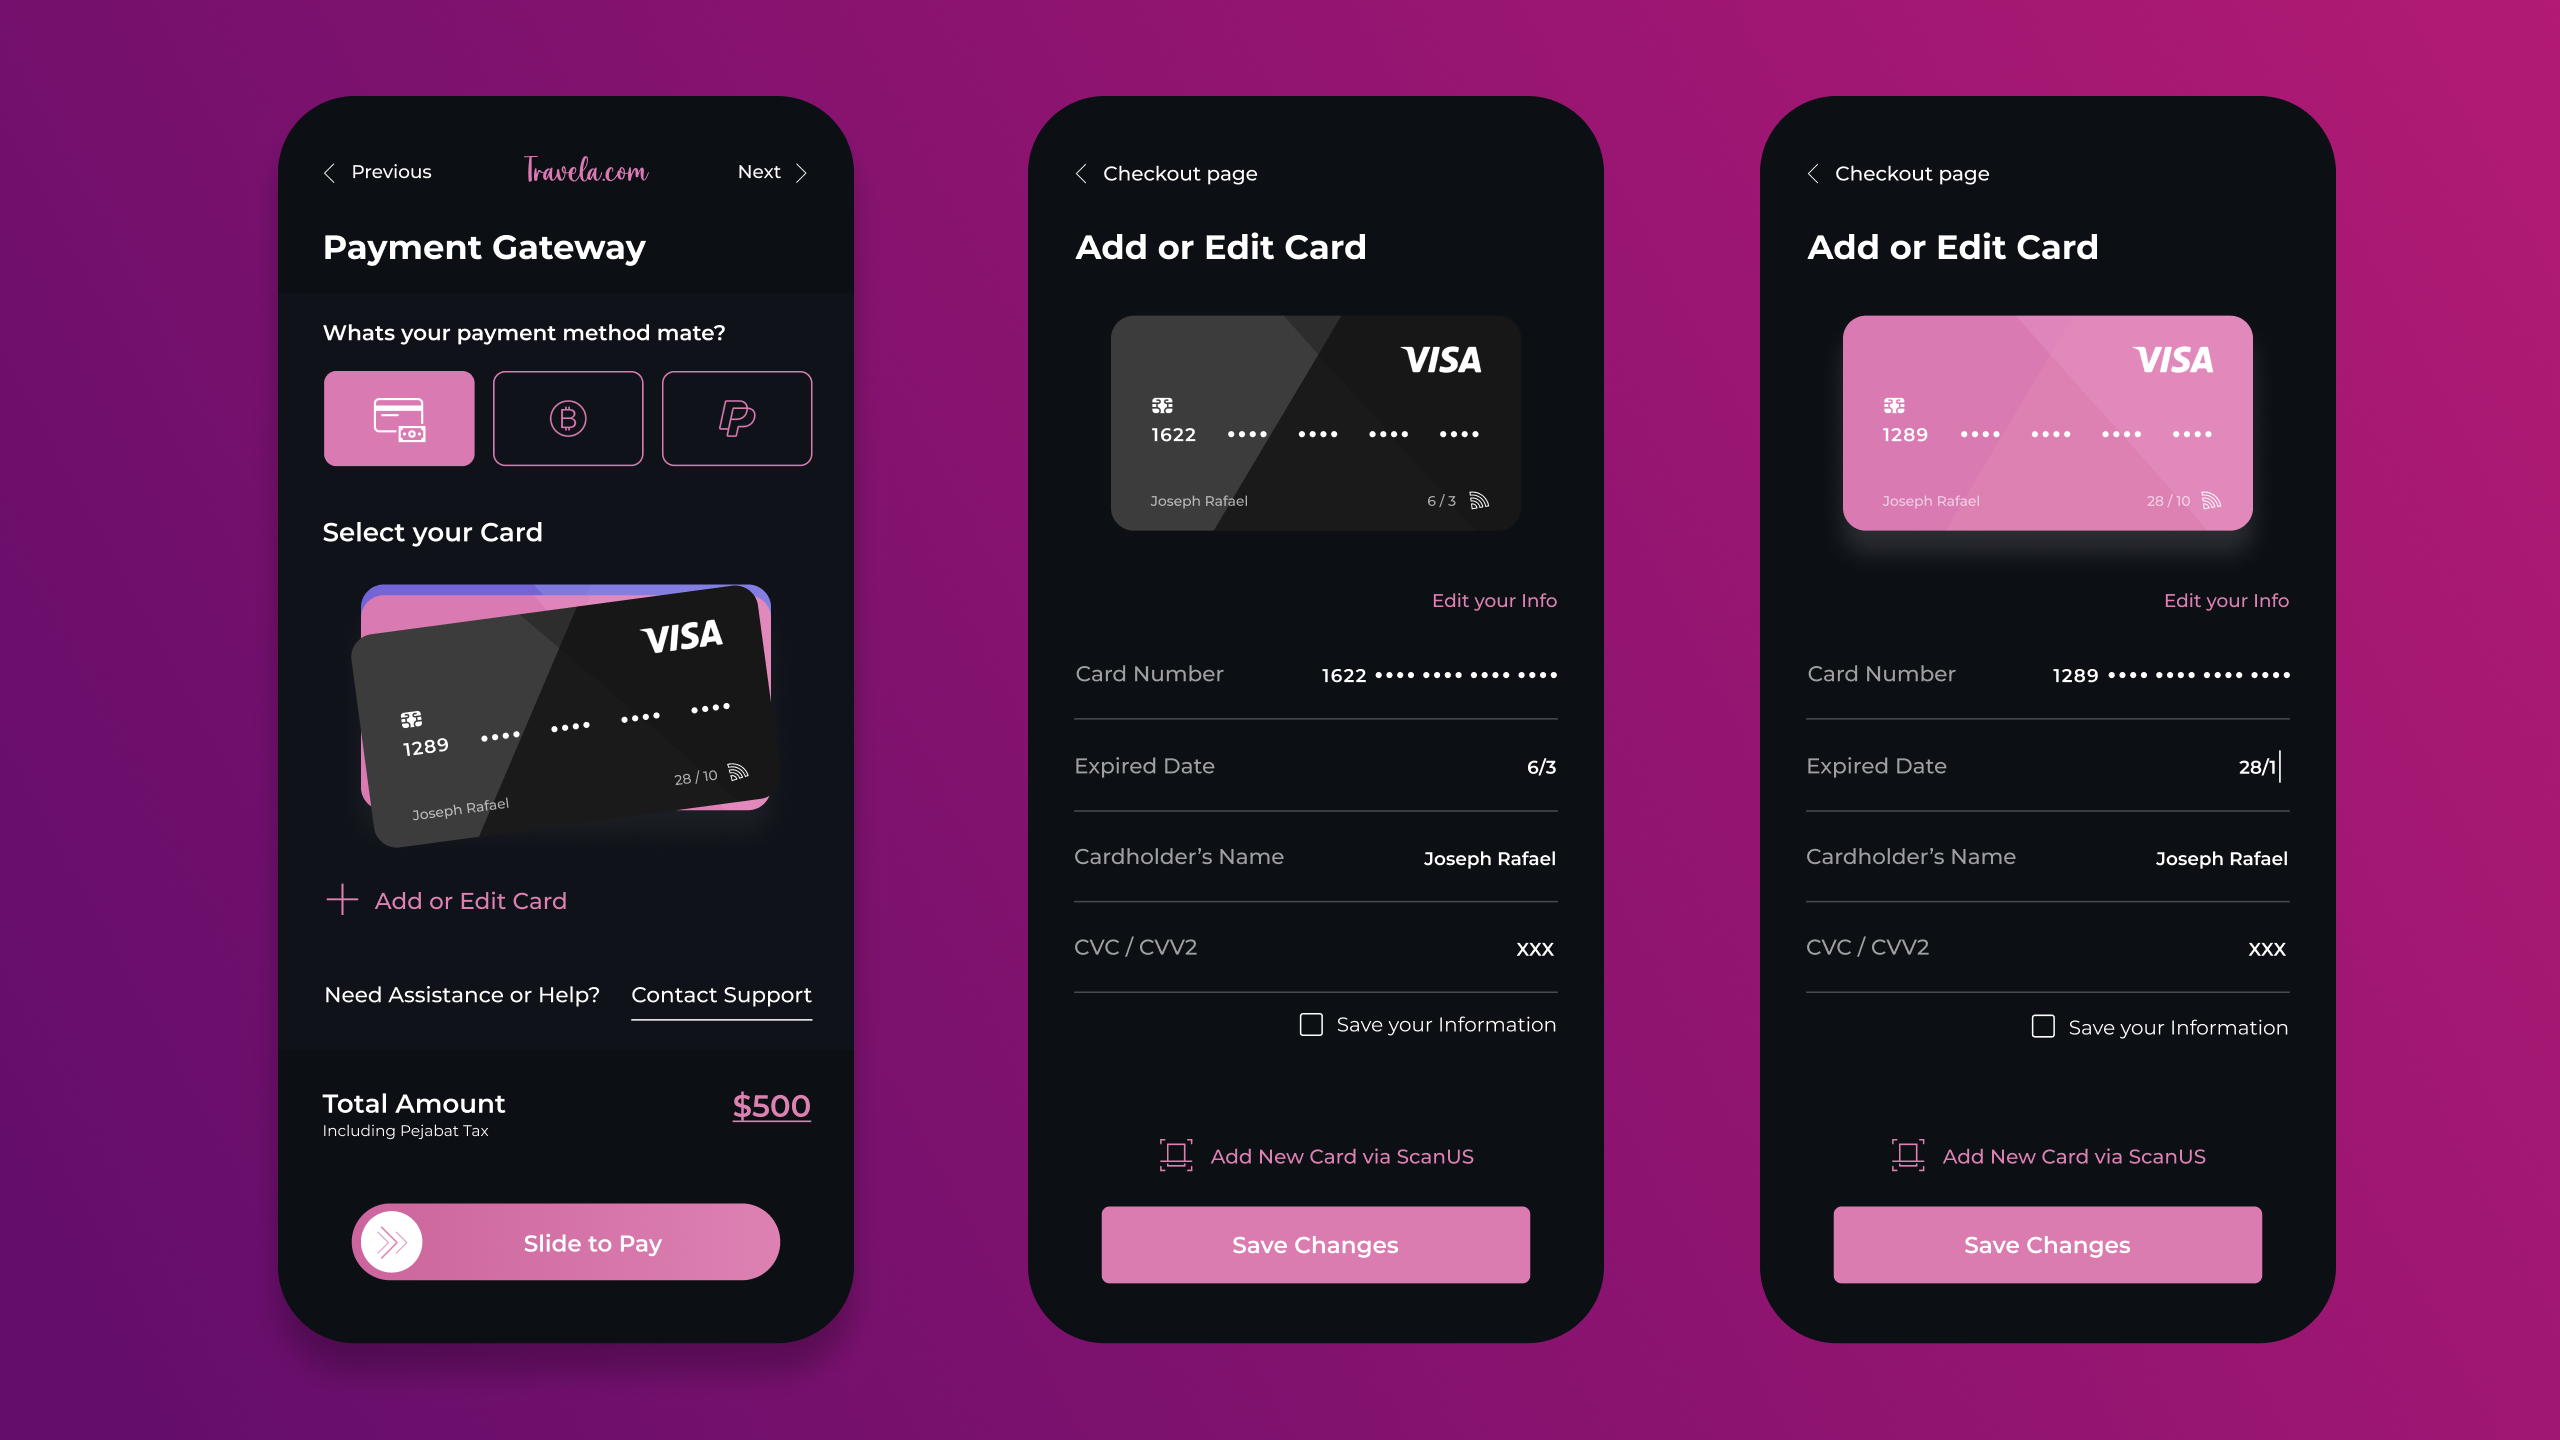 Previous
Travela.com
Next
Payment Gateway
Whats your payment method mate?
Select your Card
VISA
1289 •••• •••• •••• ••••
28 / 10
Joseph Rafael
Add or Edit Card
Need Assistance or Help? Contact Support
Total Amount $500
Including Pejabat Tax
Slide to Pay
Checkout page
Add or Edit Card
VISA
1622 •••• •••• •••• ••••
Joseph Rafael 6 / 3
Edit your Info
Card Number 1622 •••• •••• •••• ••••
Expired Date 6/3
Cardholder’s Name Joseph Rafael
CVC / CVV2 XXX
Save your Information
Add New Card via ScanUS
Save Changes
Checkout page
Add or Edit Card
VISA
1289 •••• •••• •••• ••••
Joseph Rafael 28 / 10
Edit your Info
Card Number 1289 •••• •••• •••• ••••
Expired Date 28/1
Cardholder’s Name Joseph Rafael
CVC / CVV2 XXX
Save your Information
Add New Card via ScanUS
Save Changes